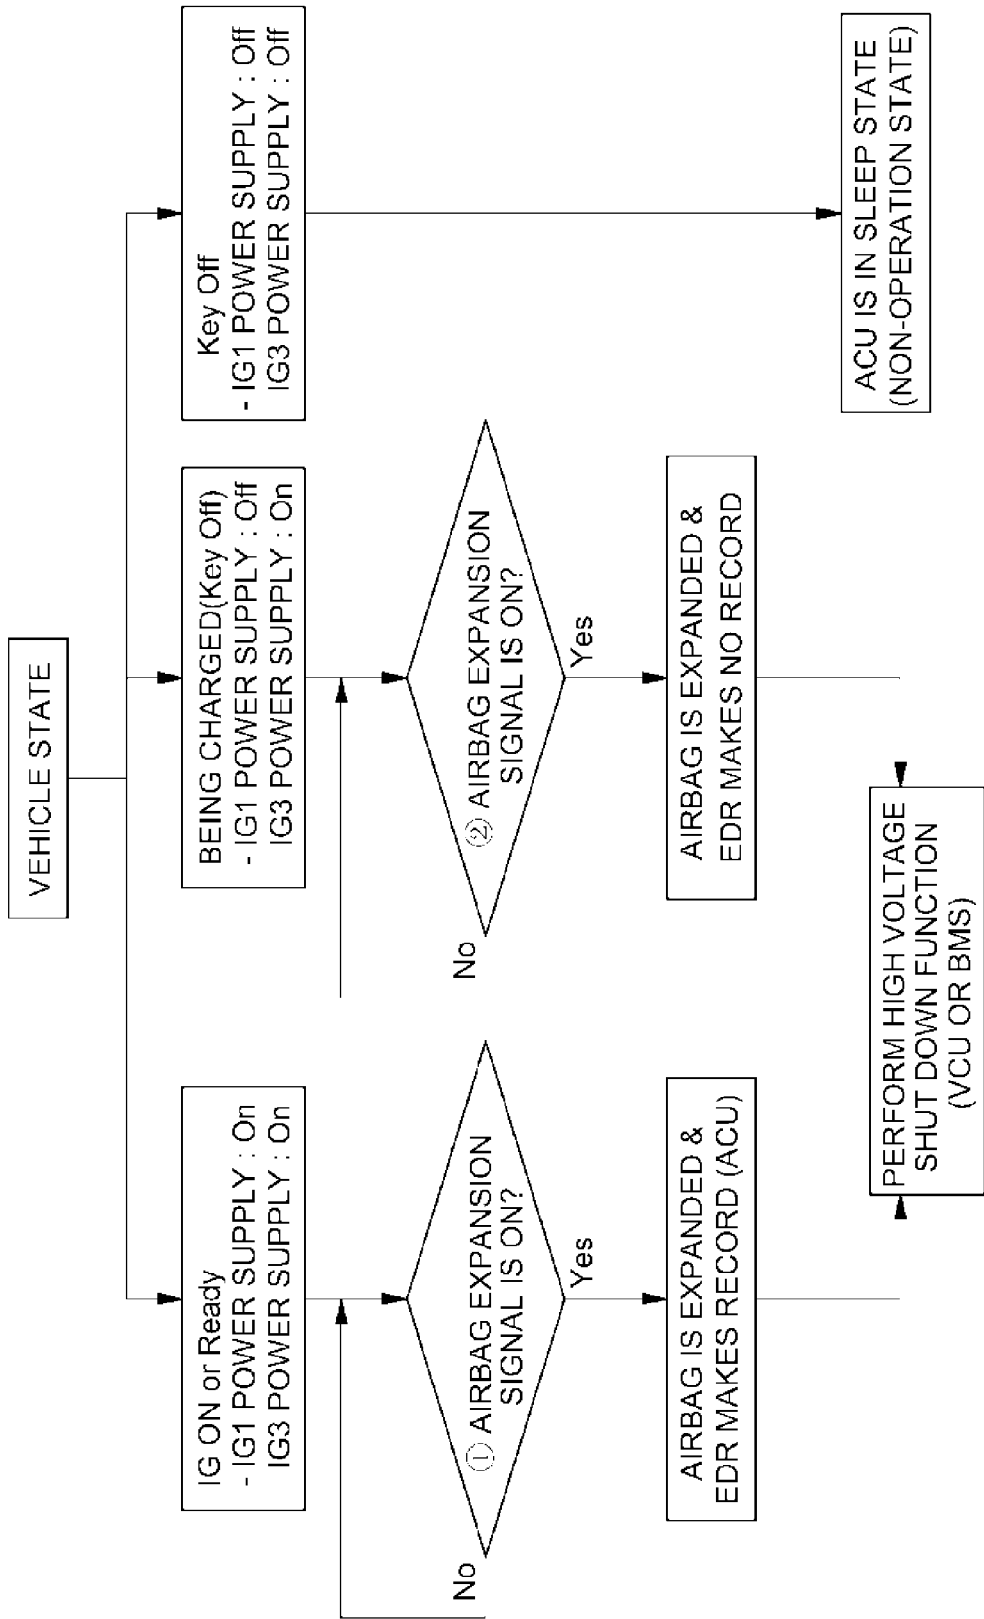 VEHICLE STATE
IG ON or Ready
- IG1 POWER SUPPLY : On
IG3 POWER SUPPLY : On
BEING CHARGED(Key Off)
- IG1 POWER SUPPLY : Off
IG3 POWER SUPPLY : On
Key Off
- IG1 POWER SUPPLY : Off
IG3 POWER SUPPLY : Off
No
① AIRBAG EXPANSION
SIGNAL IS ON?
Yes
No
② AIRBAG EXPANSION
SIGNAL IS ON?
Yes
AIRBAG IS EXPANDED &
EDR MAKES RECORD (ACU)
AIRBAG IS EXPANDED &
EDR MAKES NO RECORD
ACU IS IN SLEEP STATE
(NON-OPERATION STATE)
PERFORM HIGH VOLTAGE
SHUT DOWN FUNCTION
(VCU OR BMS)